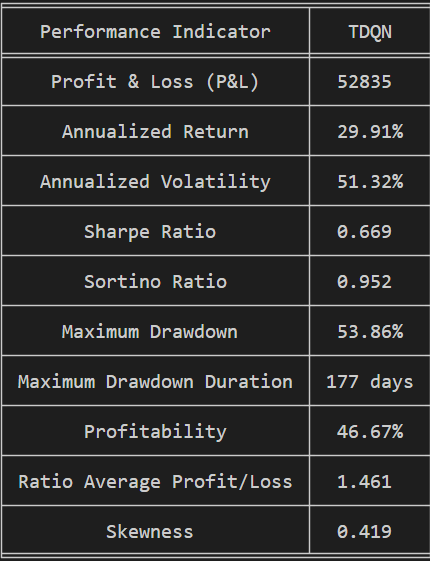 Performance Indicator TDQN
Profit & Loss (P&L) 52835
Annualized Return 29.91%
Annualized Volatility 51.32%
Sharpe Ratio 0.669
Sortino Ratio 0.952
Maximum Drawdown 53.86%
Maximum Drawdown Duration 177 days
Profitability 46.67%
Ratio Average Profit/Loss 1.461
Skewness 0.419